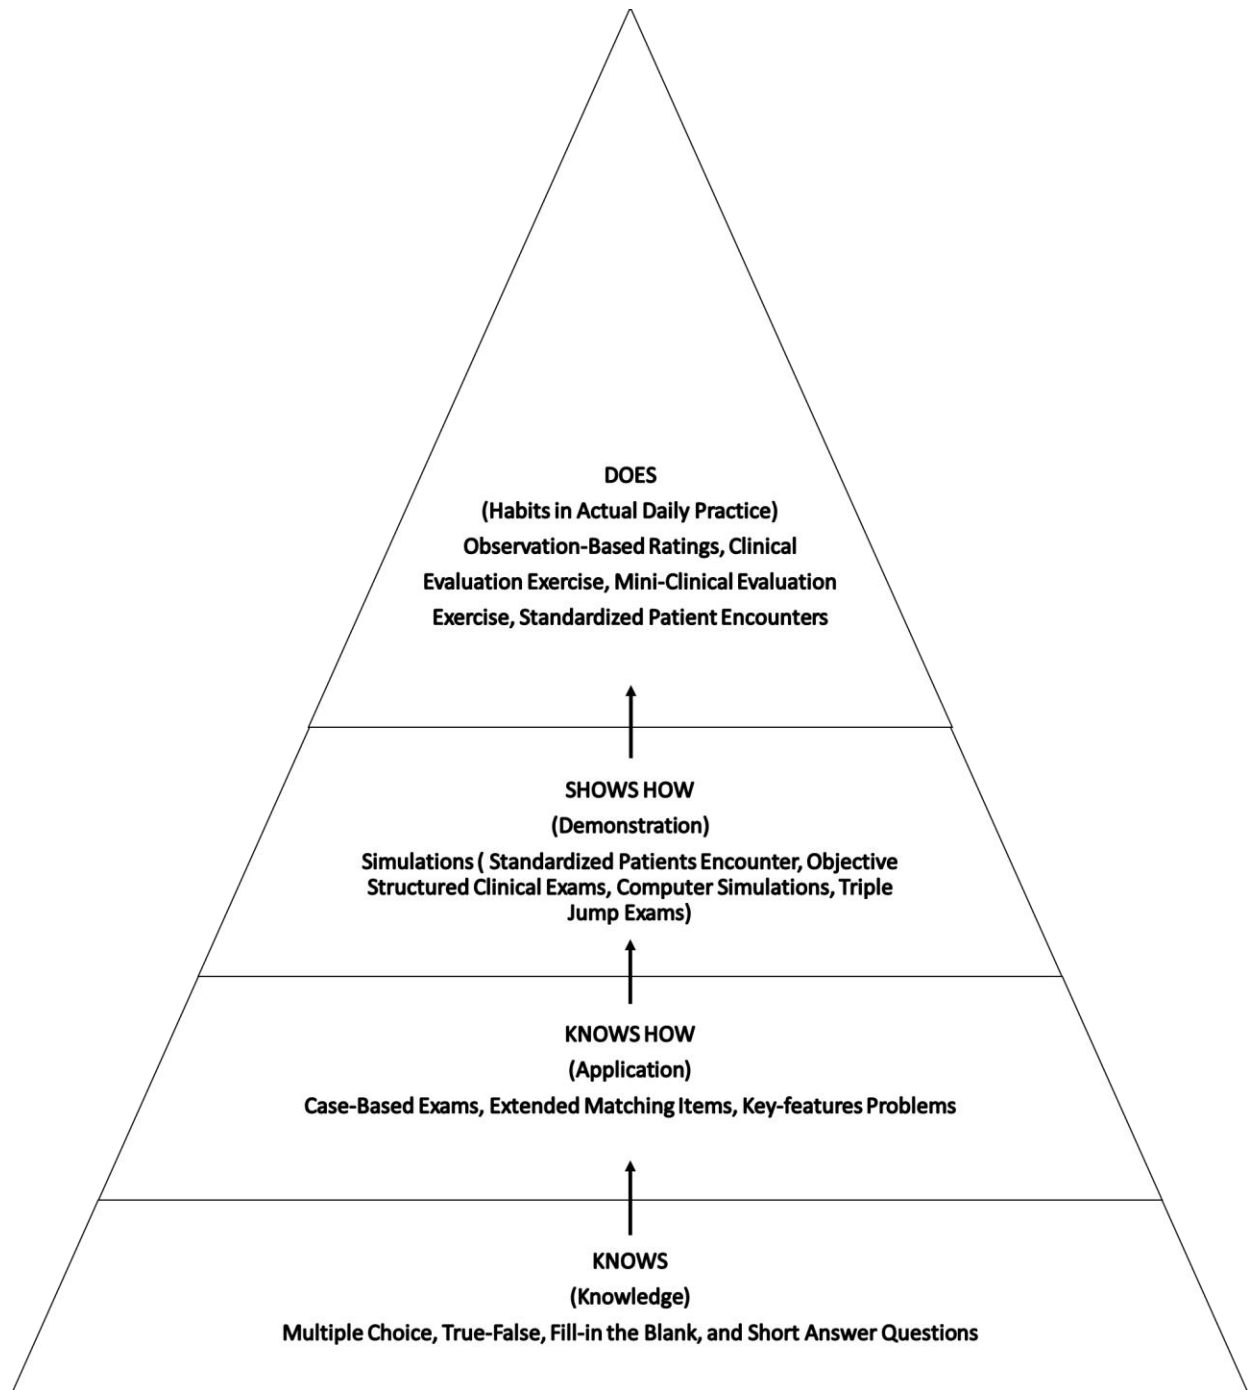 DOES
(Habits in Actual Daily Practice)
Observation-Based Ratings, Clinical
Evaluation Exercise, Mini-Clinical Evaluation
Exercise, Standardized Patient Encounters
SHOWS HOW
(Demonstration)
Simulations ( Standardized Patients Encounter, Objective
Structured Clinical Exams, Computer Simulations, Triple
Jump Exams)
KNOWS HOW
(Application)
Case-Based Exams, Extended Matching Items, Key-features Problems
KNOWS
(Knowledge)
Multiple Choice, True-False, Fill-in the Blank, and Short Answer Questions